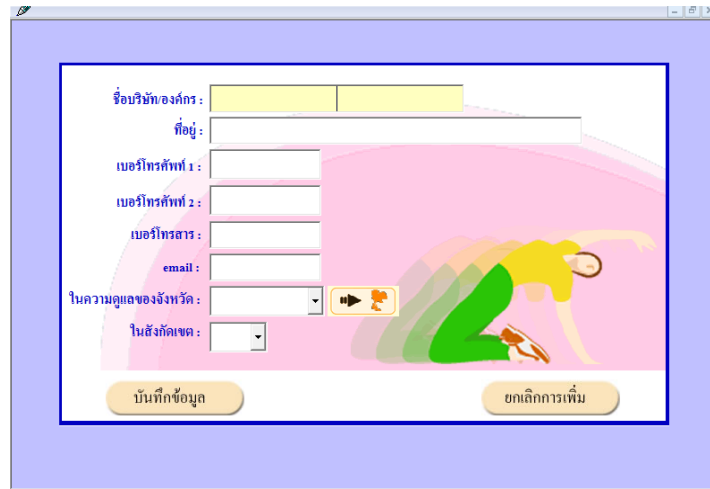 ชื่อบริษัท/องค์กร :
ที่อยู่ :
เบอร์โทรศัพท์ 1 :
เบอร์โทรศัพท์ 2 :
เบอร์โทรสาร :
email :
ในความดูแลของจังหวัด :
ในสังกัดเขต :
บันทึกข้อมูล
ยกเลิกการเพิ่ม